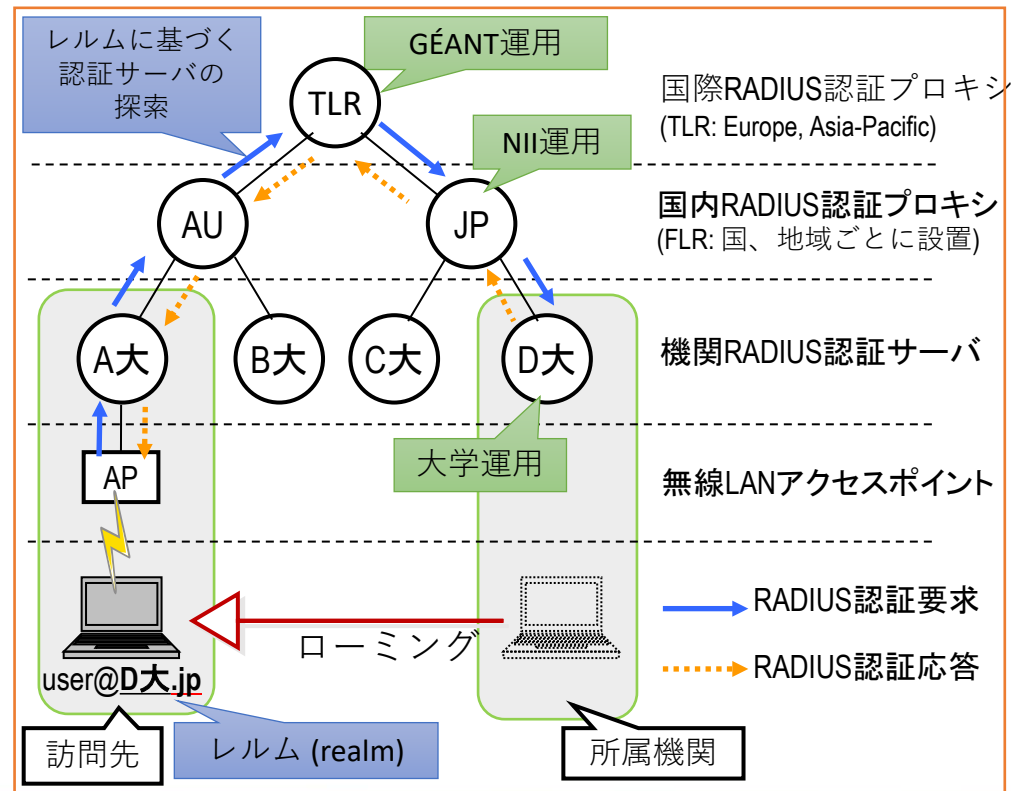 レルムに基づく
認証サーバの
探索
GÉANT運用
TLR
国際RADIUS認証プロキシ
(TLR: Europe, Asia-Pacific)
NII運用
AU
JP
国内RADIUS認証プロキシ
(FLR: 国、地域ごとに設置)
A大
B大
C大
D大
機関RADIUS認証サーバ
大学運用
AP
無線LANアクセスポイント
RADIUS認証要求
ローミング
RADIUS認証応答
user@D大.jp
訪問先
レルム (realm)
所属機関